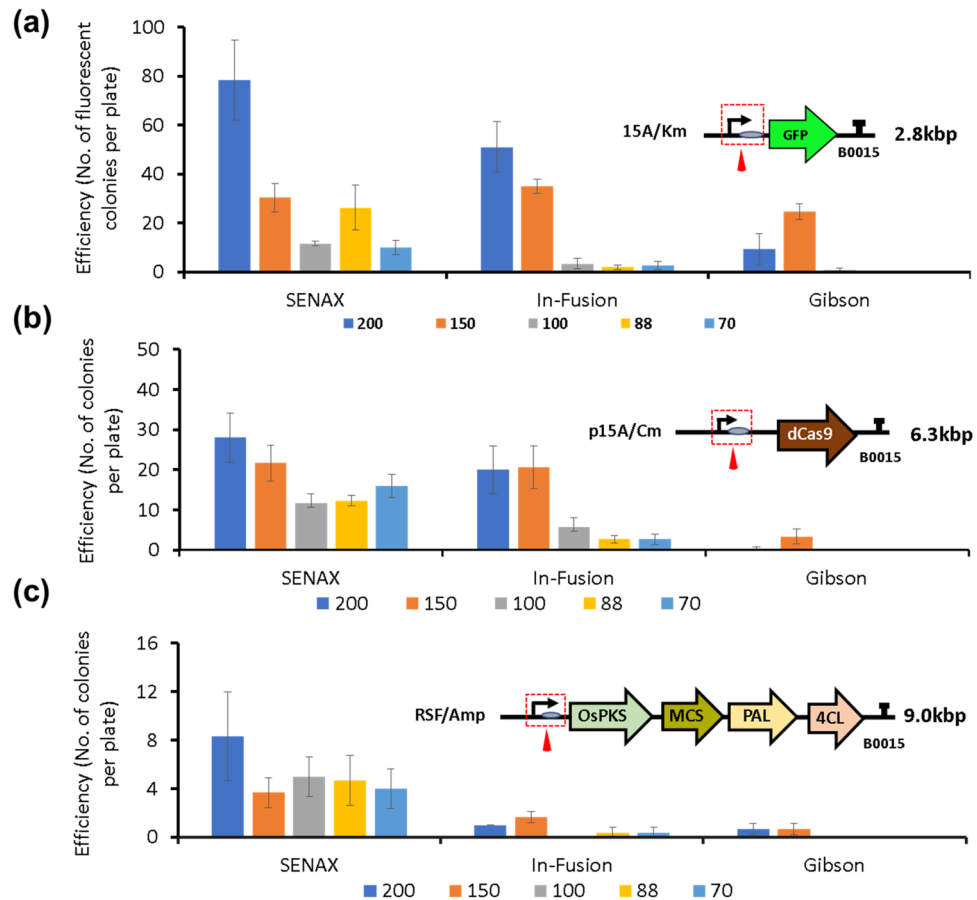 (a)
Efficiency (No. of fluorescent
colonies per plate)
100
80
60
40
20
0
15A/Km
GFP
B0015
2.8kbp
SENAX
In-Fusion
Gibson
200
150
100
88
70
(b)
Efficiency (No. of colonies
per plate)
50
40
30
20
10
0
p15A/Cm
dCas9
B0015
6.3kbp
SENAX
In-Fusion
Gibson
200
150
100
88
70
(c)
Efficiency (No. of colonies
per plate)
16
12
8
4
0
RSF/Amp
OsPKS
MCS
PAL
4CL
B0015
9.0kbp
SENAX
In-Fusion
Gibson
200
150
100
88
70